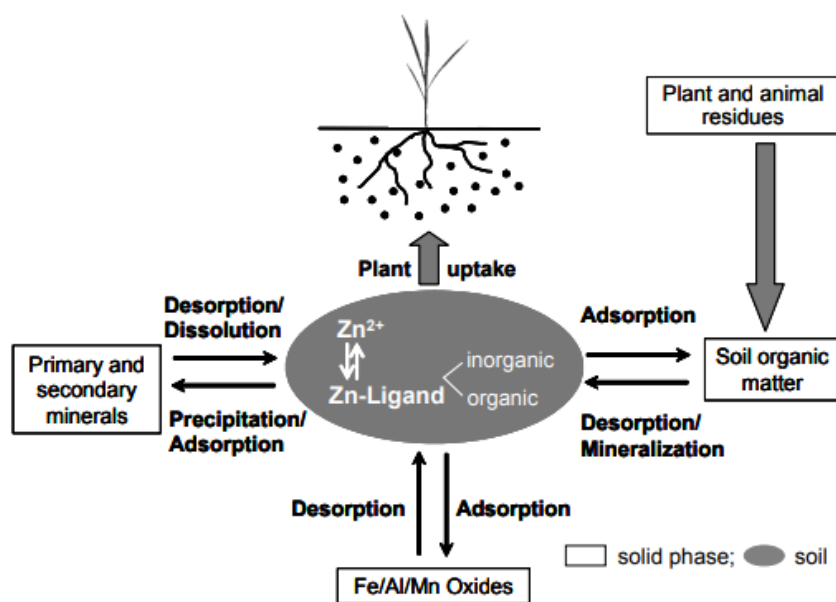 Plant and animal
residues
Plant uptake
Desorption/
Dissolution
Zn2+
Adsorption
Primary and
secondary
minerals
inorganic
Zn-Ligand
organic
Soil organic
matter
Precipitation/
Adsorption
Desorption/
Mineralization
Desorption
Adsorption
solid phase; soil
Fe/Al/Mn Oxides